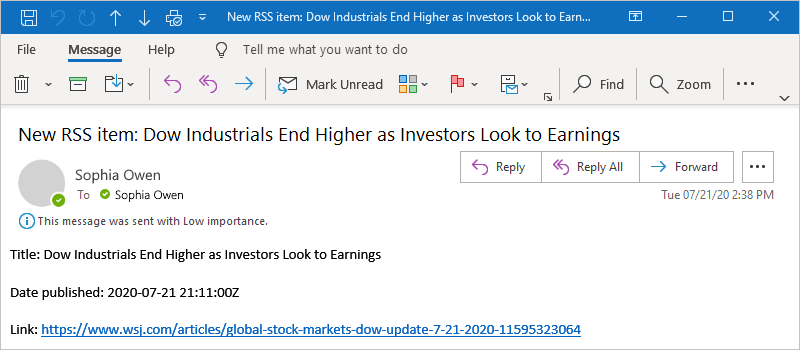 New RSS item: Dow Industrials End Higher as Investors Look to Earn...
File Message Help Tell me what you want to do
Mark Unread Find Zoom
New RSS item: Dow Industrials End Higher as Investors Look to Earnings
Sophia Owen
Reply Reply All Forward
To Sophia Owen
Tue 07/21/20 2:38 PM
This message was sent with Low importance.
Title: Dow Industrials End Higher as Investors Look to Earnings
Date published: 2020-07-21 21:11:00Z
Link: https://www.wsj.com/articles/global-stock-markets-dow-update-7-21-2020-11595323064